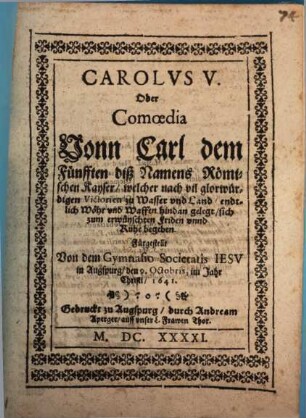 CAROLVS V.
Oder
Comœdia
Vonn Carl dem
Fünfften diß Namens Römi-
schen Kayser/ welcher nach vil glorwür-
digen Victorien zu Wasser vnd Land/ endt-
lich Wöhr vnd Waffen hindan gelegt/ sich
zum erwünschten Friden vnnd
Ruhe begeben.
Fürgestellt
Von dem Gymnasio Societatis IESV
in Augspurg/ den 9. Octobris, im Jahr
Christi/ 1641.
Gedruckt zu Augspurg/ durch Andream
Aperger/ auff vnser L. Frawen Thor.
M. DC. XXXXI.